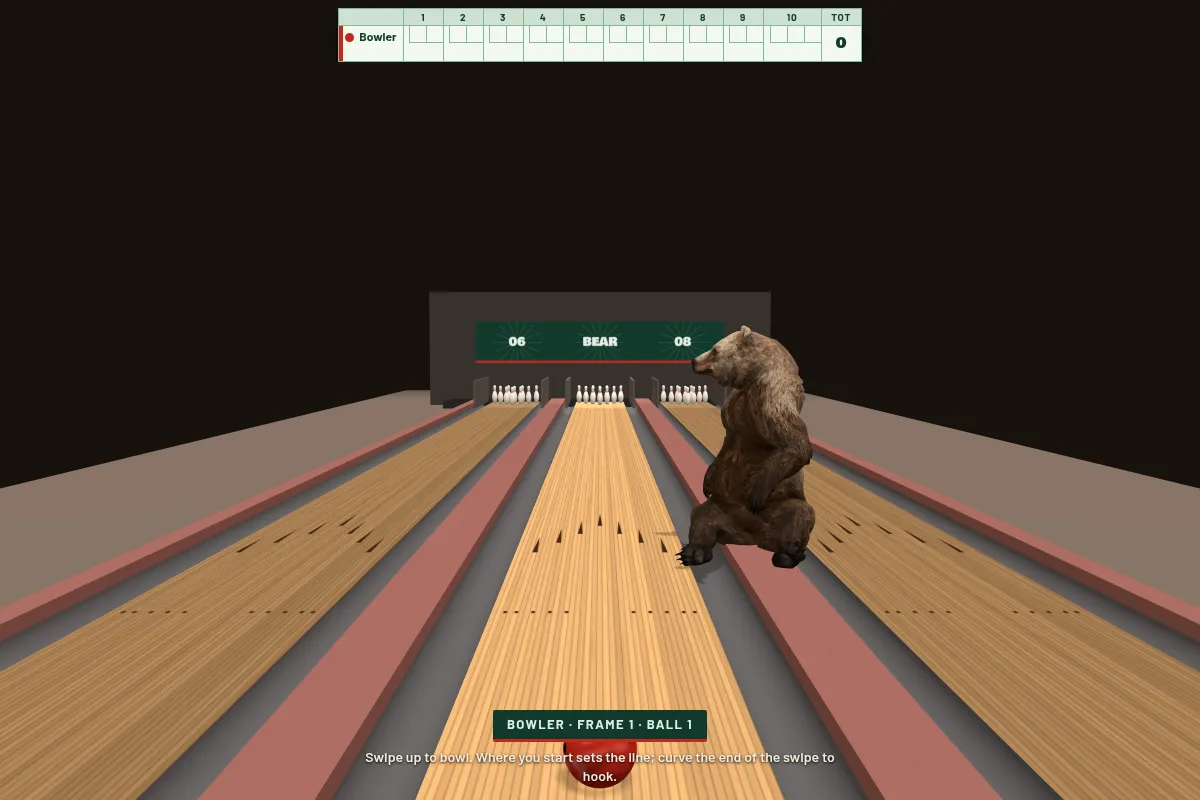 1 2 3 4 5 6 7 8 9 10 TOT
Bowler 0
06 BEAR 08
BOWLER · FRAME 1 · BALL 1
Swipe up to bowl. Where you start sets the line; curve the end of the swipe to
hook.